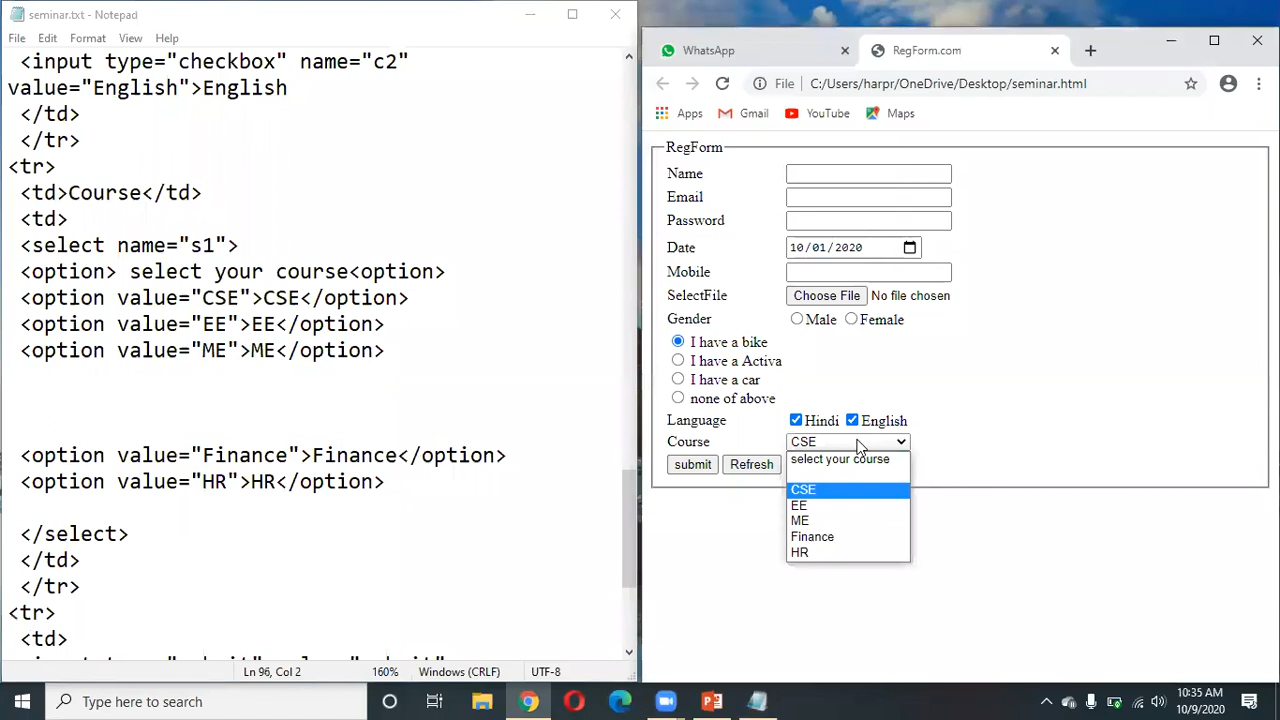 seminar.txt - Notepad
File Edit Format View Help
<input type="checkbox" name="c2"
value="English">English
</td>
</tr>
<tr>
<td>Course</td>
<td>
<select name="s1">
<option> select your course<option>
<option value="CSE">CSE</option>
<option value="EE">EE</option>
<option value="ME">ME</option>
<option value="Finance">Finance</option>
<option value="HR">HR</option>
</select>
</td>
</tr>
<tr>
<td>
Ln 96, Col 2 160% Windows (CRLF) UTF-8
WhatsApp RegForm.com
File C:/Users/harpr/OneDrive/Desktop/seminar.html
Apps Gmail YouTube Maps
RegForm
Name
Email
Password
Date 10/01/2020
Mobile
SelectFile Choose File No file chosen
Gender Male Female
I have a bike
I have a Activa
I have a car
none of above
Language Hindi English
Course CSE
submit Refresh
select your course
CSE
EE
ME
Finance
HR
Type here to search
10:35 AM
10/9/2020